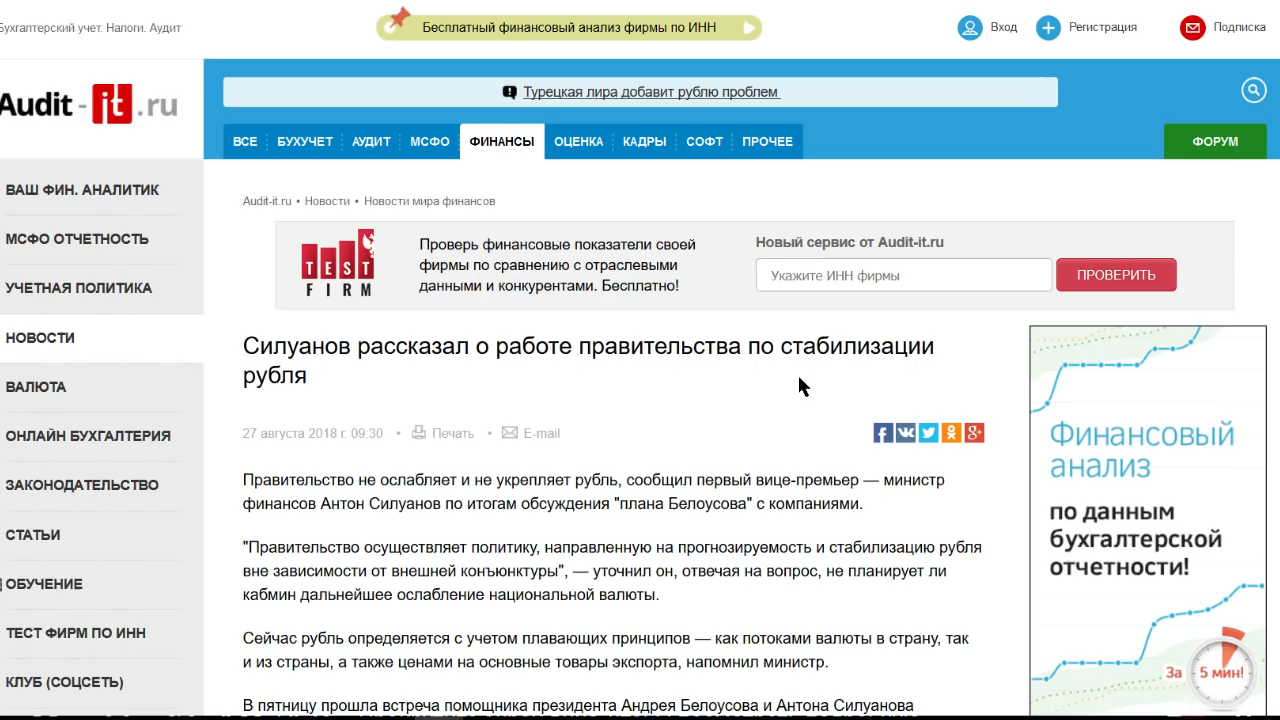 Бухгалтерский учет. Налоги. Аудит
Бесплатный финансовый анализ фирмы по ИНН
Вход
Регистрация
Подписка
Audit-it.ru
Турецкая лира добавит рублю проблем
ВСЕ БУХУЧЕТ АУДИТ МСФО ФИНАНСЫ ОЦЕНКА КАДРЫ СОФТ ПРОЧЕЕ
ФОРУМ
ВАШ ФИН. АНАЛИТИК
МСФО ОТЧЕТНОСТЬ
УЧЕТНАЯ ПОЛИТИКА
НОВОСТИ
ВАЛЮТА
ОНЛАЙН БУХГАЛТЕРИЯ
ЗАКОНОДАТЕЛЬСТВО
СТАТЬИ
ОБУЧЕНИЕ
ТЕСТ ФИРМ ПО ИНН
КЛУБ (СОЦСЕТЬ)
Audit-it.ru • Новости • Новости мира финансов
TEST
FIRM
Проверь финансовые показатели своей
фирмы по сравнению с отраслевыми
данными и конкурентами. Бесплатно!
Новый сервис от Audit-it.ru
Укажите ИНН фирмы
ПРОВЕРИТЬ
Силуанов рассказал о работе правительства по стабилизации
рубля
27 августа 2018 г. 09:30 • Печать • E-mail
Правительство не ослабляет и не укрепляет рубль, сообщил первый вице-премьер — министр
финансов Антон Силуанов по итогам обсуждения "плана Белоусова" с компаниями.
"Правительство осуществляет политику, направленную на прогнозируемость и стабилизацию рубля
вне зависимости от внешней конъюнктуры", — уточнил он, отвечая на вопрос, не планирует ли
кабмин дальнейшее ослабление национальной валюты.
Сейчас рубль определяется с учетом плавающих принципов — как потоками валюты в страну, так
и из страны, а также ценами на основные товары экспорта, напомнил министр.
В пятницу прошла встреча помощника президента Андрея Белоусова и Антона Силуанова
Финансовый
анализ
по данным
бухгалтерской
отчетности!
За 5 мин!